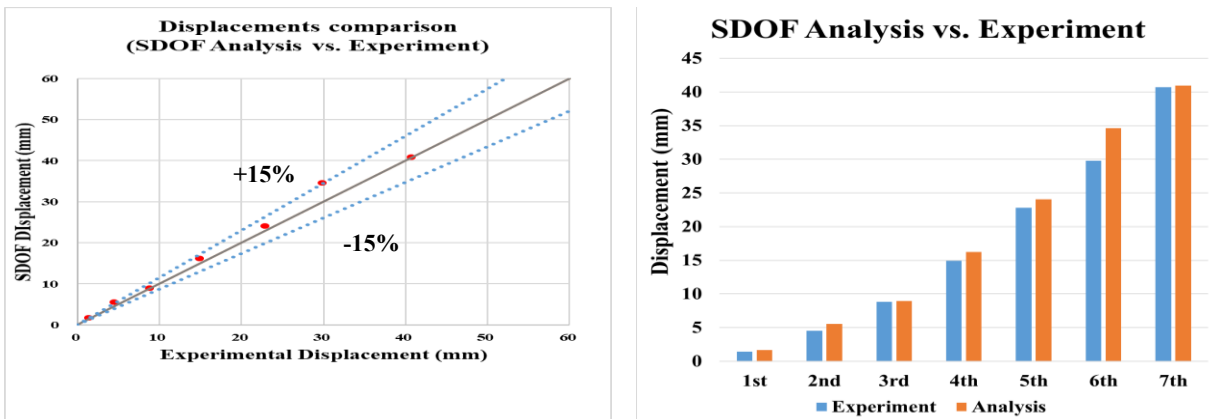 Displacements comparison
(SDOF Analysis vs. Experiment)
60
50
40
30
20
10
0
SDOF DIsplacement (mm)
+15%
-15%
0 10 20 30 40 50 60
Experimental Displacement (mm)
SDOF Analysis vs. Experiment
45
40
35
30
25
20
15
10
5
0
Displacement (mm)
1st 2nd 3rd 4th 5th 6th 7th
Experiment Analysis